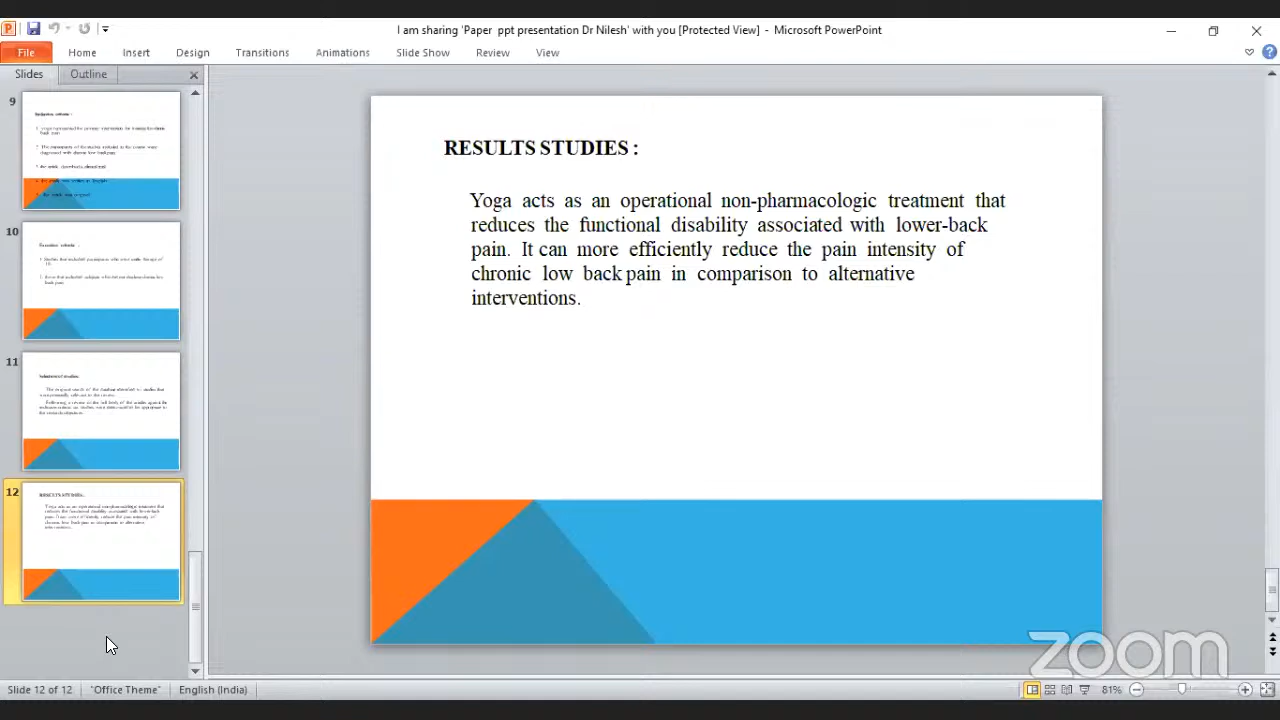 I am sharing 'Paper ppt presentation Dr Nilesh' with you [Protected View] - Microsoft PowerPoint
File Home Insert Design Transitions Animations Slide Show Review View
Slides Outline
9
10
11
12
RESULTS STUDIES :
RESULTS STUDIES :
Yoga acts as an operational non-pharmacologic treatment that
reduces the functional disability associated with lower-back
pain. It can more efficiently reduce the pain intensity of
chronic low back pain in comparison to alternative
interventions.
zoom
Slide 12 of 12 "Office Theme" English (India) 81%